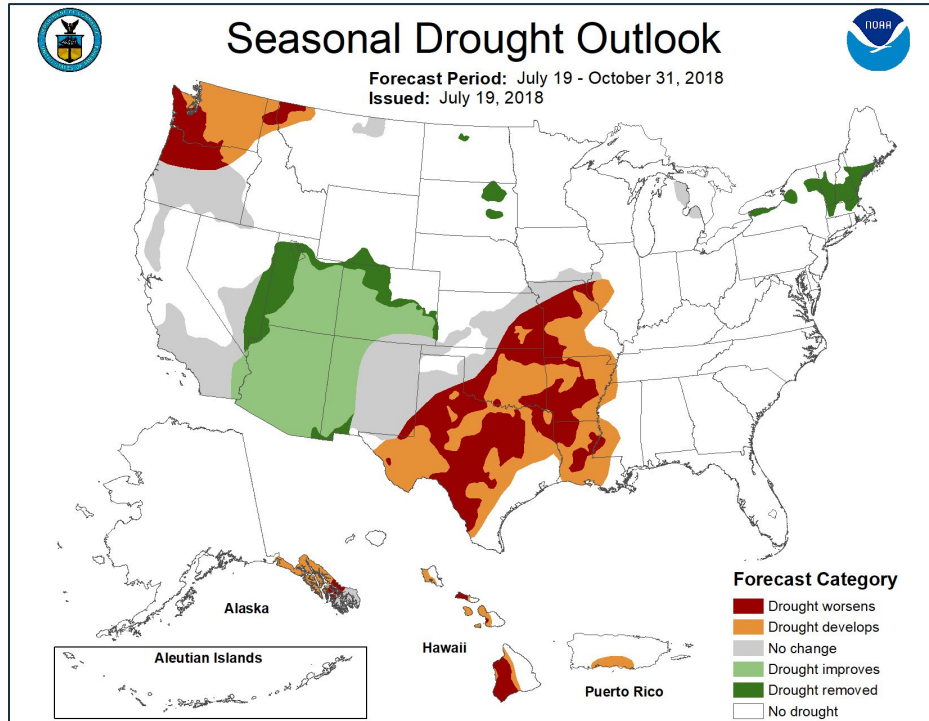 Seasonal Drought Outlook
NOAA
Forecast Period: July 19 - October 31, 2018
Issued: July 19, 2018
Alaska
Aleutian Islands
Hawaii
Puerto Rico
Forecast Category
Drought worsens
Drought develops
No change
Drought improves
Drought removed
No drought